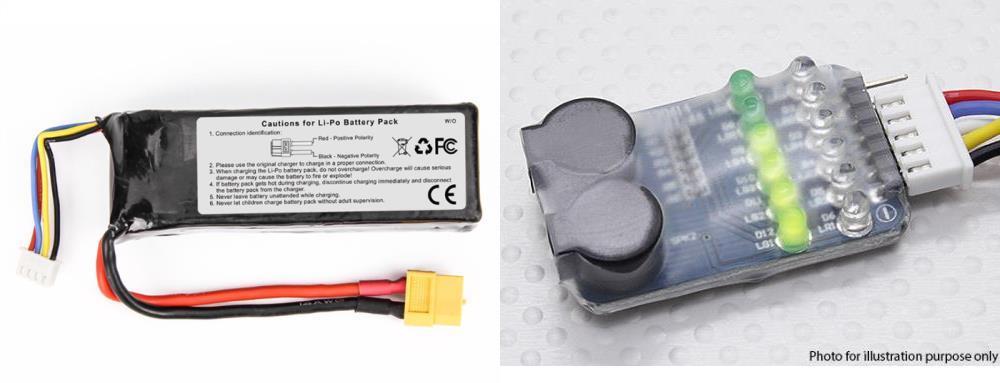 Cautions for Li-Po Battery Pack
W/O
1. Connection identification:
Red - Positive Polarity
Black - Negative Polarity
2. Please use the original charger to charge in a proper connection.
3. When charging the Li-Po battery pack, do not overcharge! Overcharge will cause serious
damage or may cause the battery to fire or explode!
4. If battery pack gets hot during charging, discontinue charging immediately and disconnect
the battery pack from the charger.
5. Never leave battery unattended while charging.
6. Never let children charge battery pack without adult supervision.
FC
CE
D12
Photo for illustration purpose only